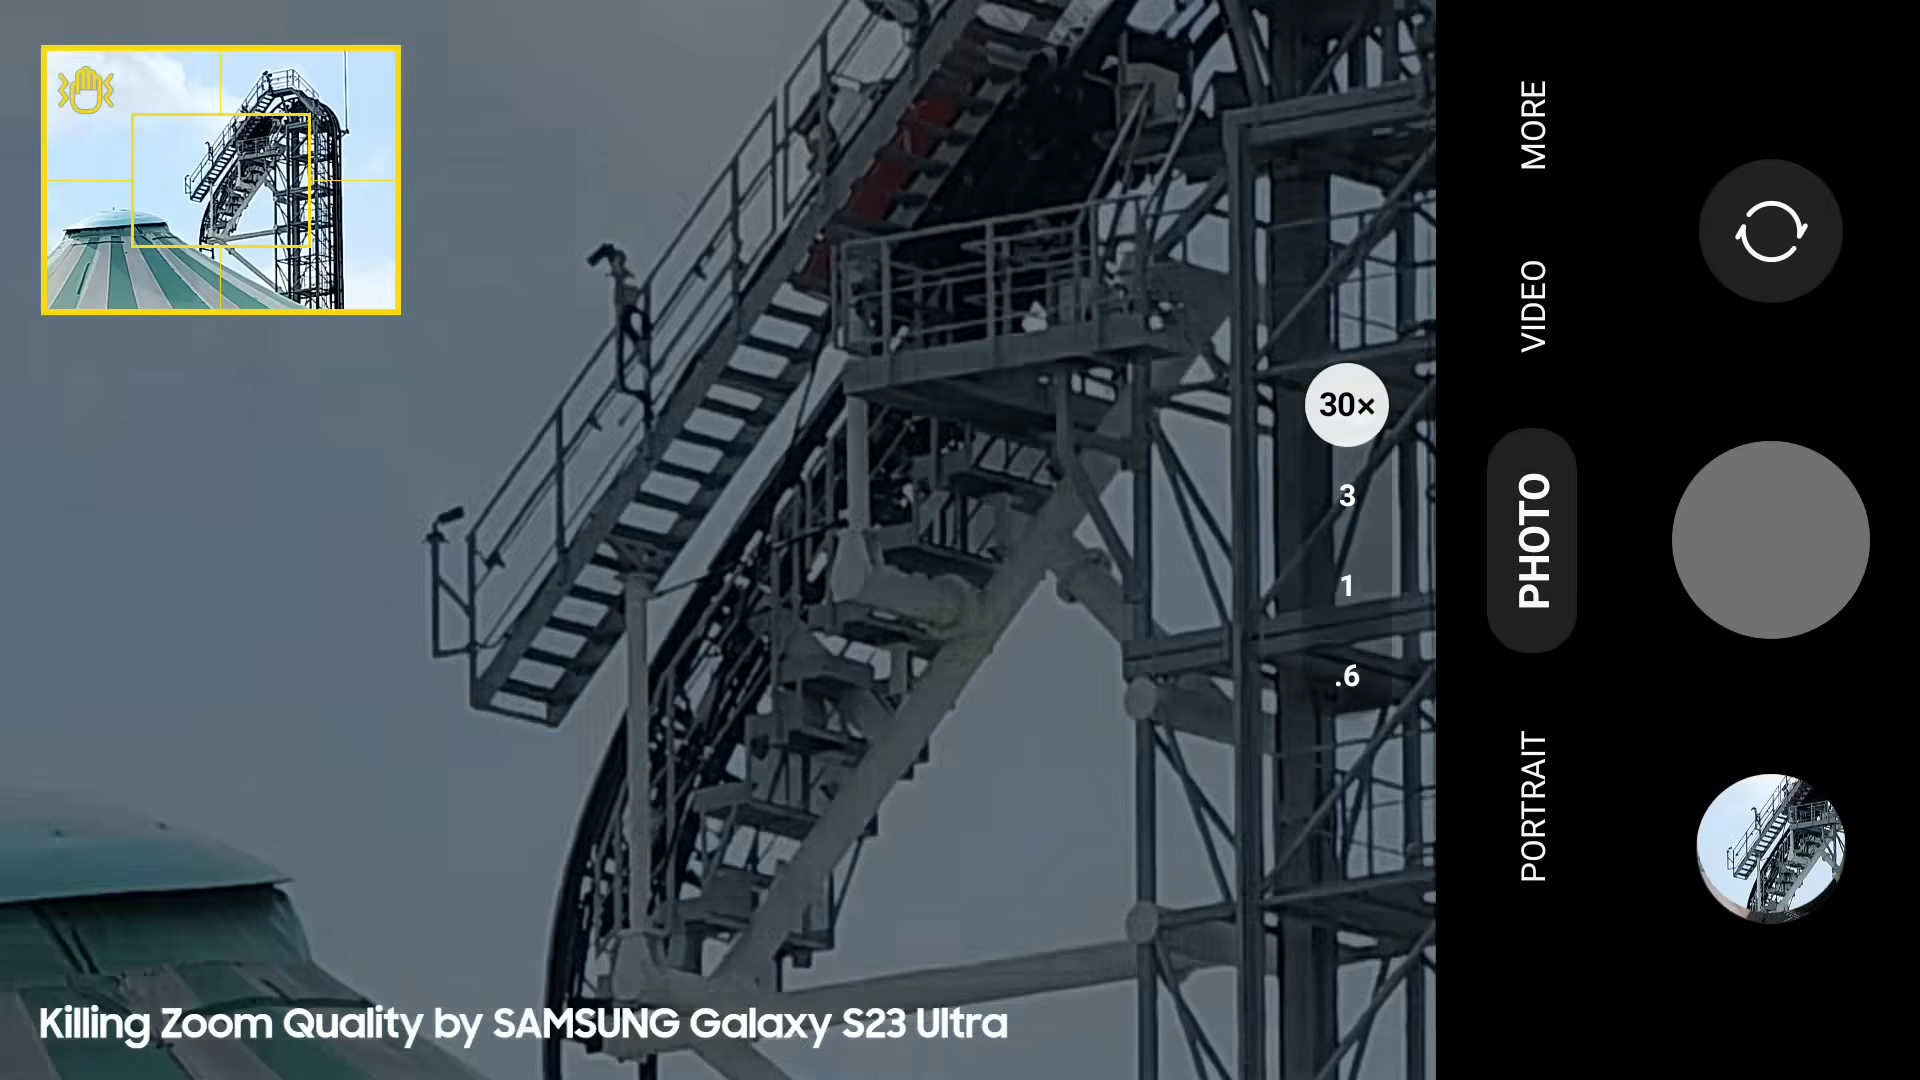 MORE
VIDEO
30×
3
1
.6
PHOTO
PORTRAIT
Killing Zoom Quality by SAMSUNG Galaxy S23 Ultra